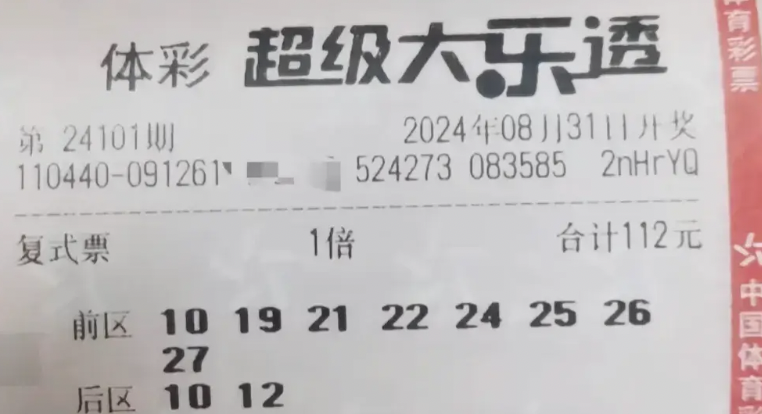 体彩 超级大乐透
第 24101期 2024年08月31日开奖
110440-091261 524273 083585 2nHrYQ
复式票 1倍 合计112元
前区 10 19 21 22 24 25 26
27
后区 10 12
体育彩票
中国体育彩